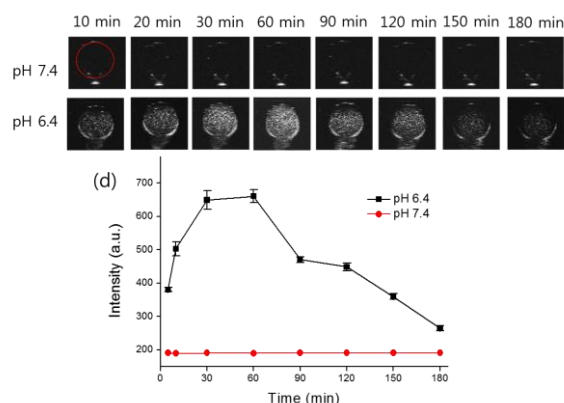 10 min 20 min 30 min 60 min 90 min 120 min 150 min 180 min
pH 7.4
pH 6.4
(d)
700
600
500
400
300
200
Intensity (a.u.)
pH 6.4
pH 7.4
0 30 60 90 120 150 180
Time (min)